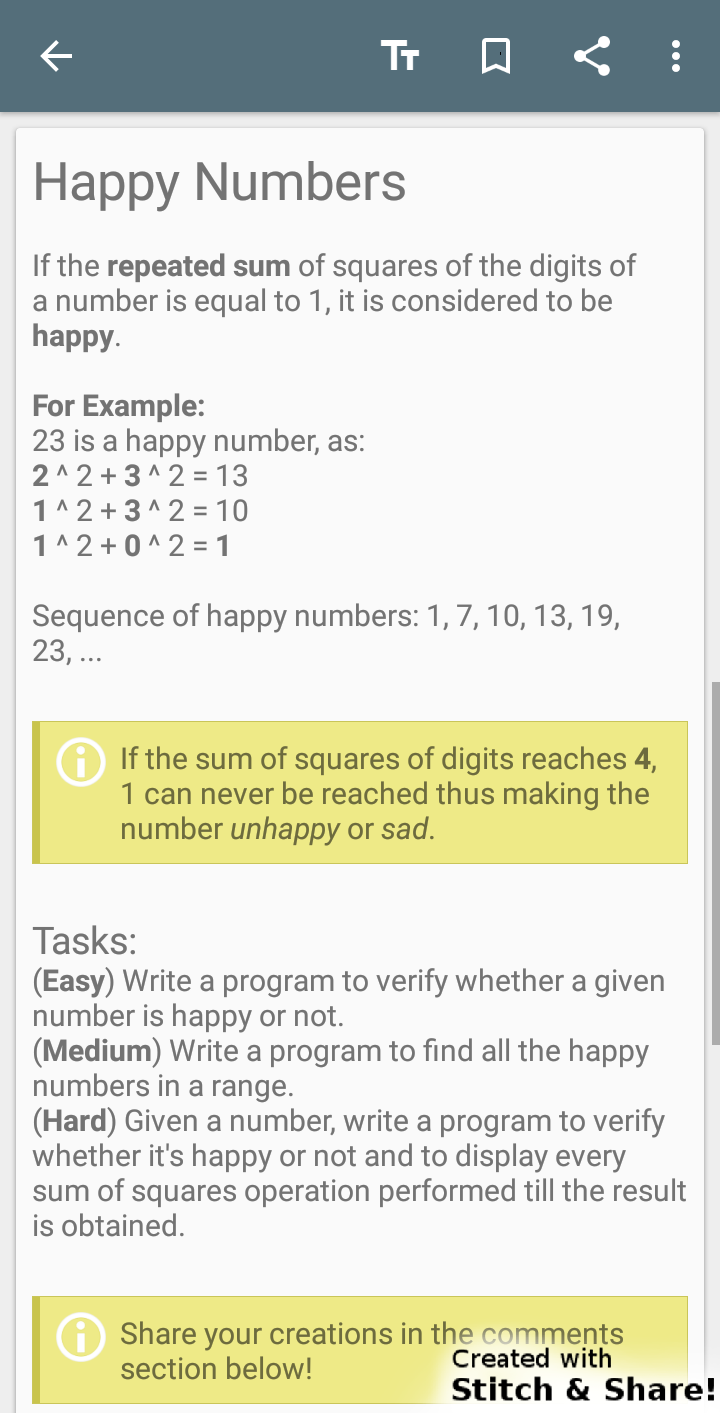 Happy Numbers
If the repeated sum of squares of the digits of
a number is equal to 1, it is considered to be
happy.
For Example:
23 is a happy number, as:
2 ^ 2 + 3 ^ 2 = 13
1 ^ 2 + 3 ^ 2 = 10
1 ^ 2 + 0 ^ 2 = 1
Sequence of happy numbers: 1, 7, 10, 13, 19,
23, ...
If the sum of squares of digits reaches 4,
1 can never be reached thus making the
number unhappy or sad.
Tasks:
(Easy) Write a program to verify whether a given
number is happy or not.
(Medium) Write a program to find all the happy
numbers in a range.
(Hard) Given a number, write a program to verify
whether it's happy or not and to display every
sum of squares operation performed till the result
is obtained.
Share your creations in the comments
section below!
Created with
Stitch & Share!